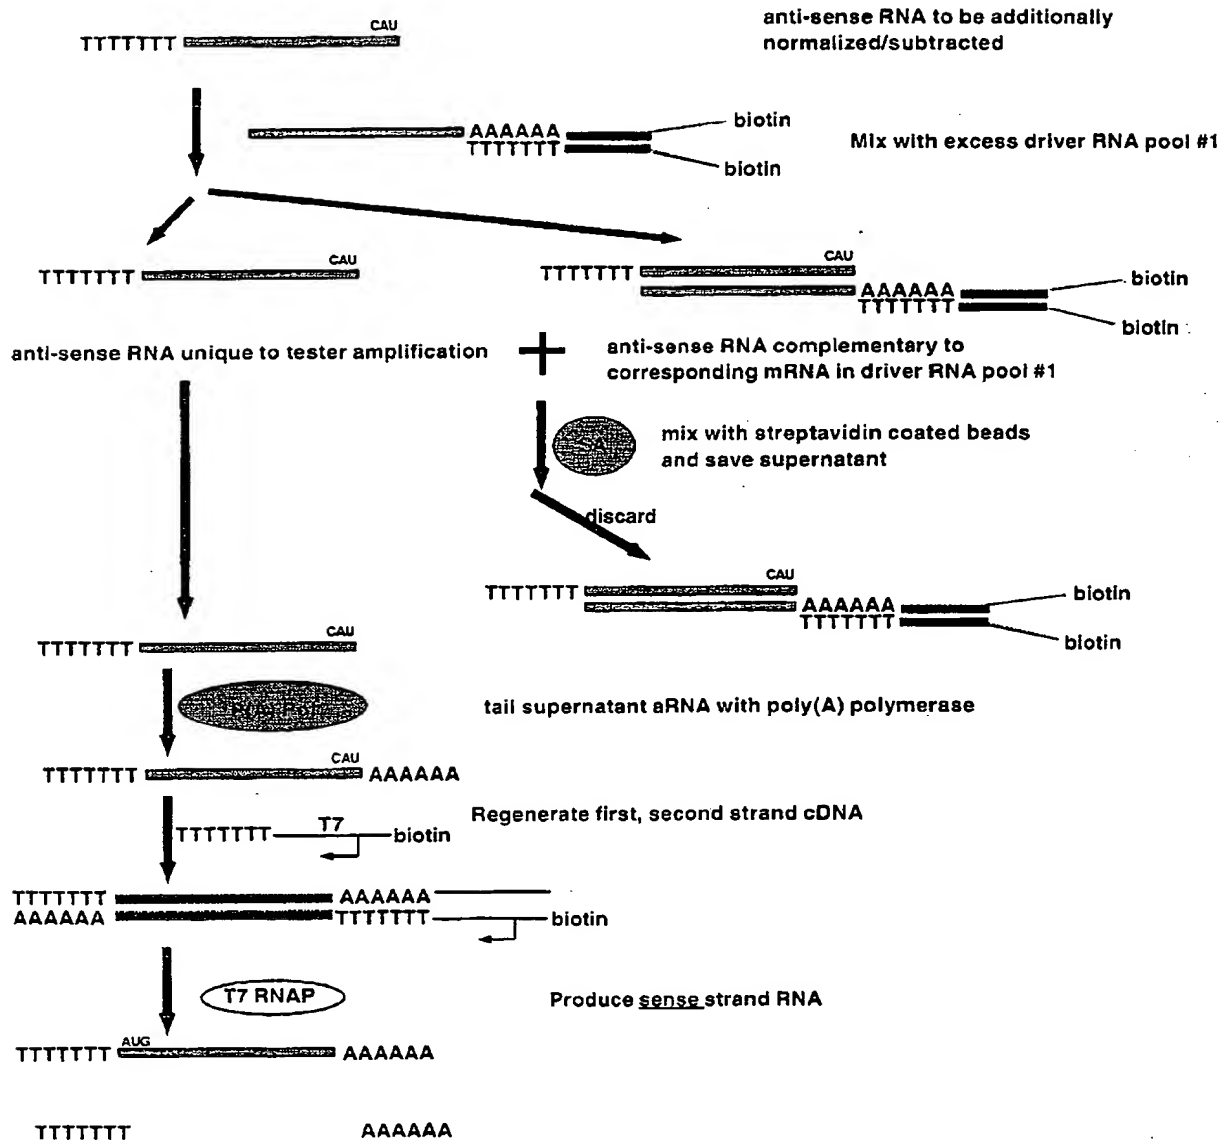 CAU
anti-sense RNA to be additionally
TTTTTTT
normalized/subtracted
AAAAAA
biotin
TTTTTTT
Mix with excess driver RNA pool #1
biotin
CAU
TTTTTTT
CAU
TTTTTTT
AAAAAA
biotin
TTTTTTT
biotin
anti-sense RNA unique to tester amplification
+
anti-sense RNA complementary to
corresponding mRNA in driver RNA pool #1
SA
mix with streptavidin coated beads
and save supernatant
discard
CAU
TTTTTTT
AAAAAA
biotin
TTTTTTT
biotin
CAU
TTTTTTT
tail supernatant aRNA with poly(A) polymerase
CAU
TTTTTTT
AAAAAA
Regenerate first, second strand cDNA
TTTTTTT
T7
biotin
TTTTTTT
AAAAAA
AAAAAA
TTTTTTT
biotin
T7 RNAP
Produce sense strand RNA
AUG
TTTTTTT
AAAAAA
TTTTTTT
AAAAAA